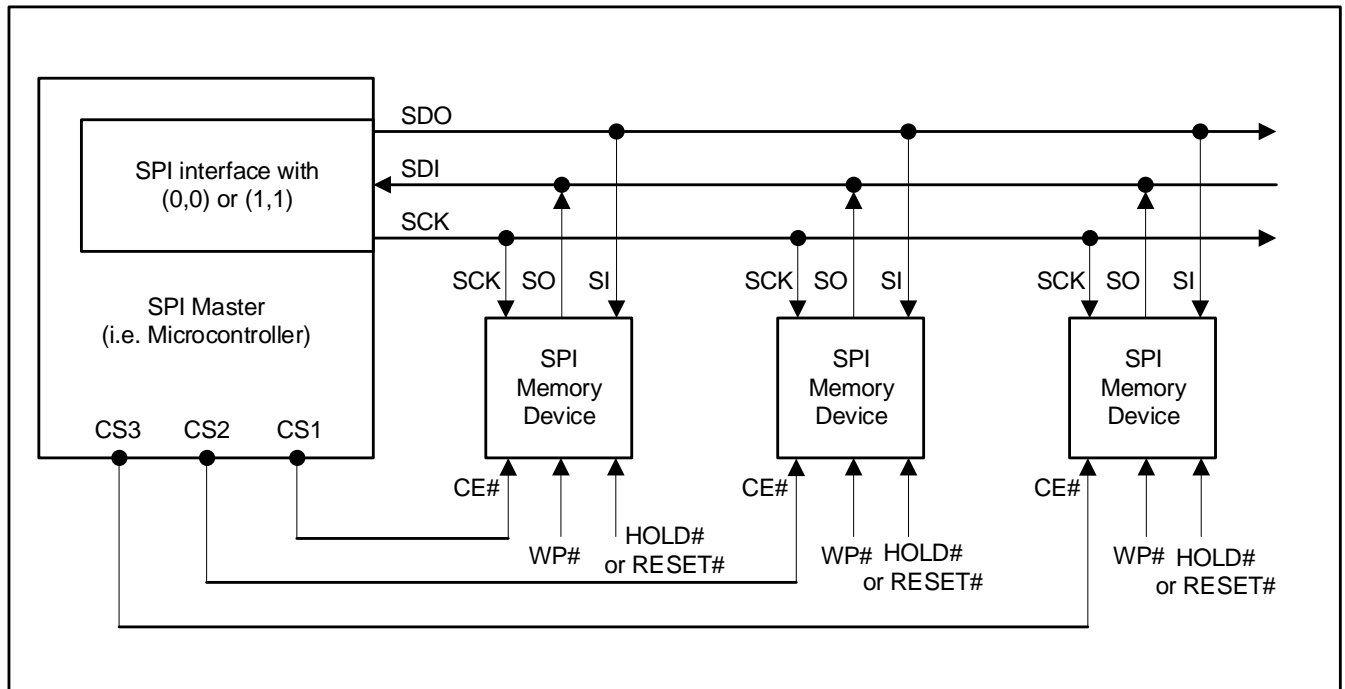 SDO
SPI interface with
(0,0) or (1,1)
SDI
SCK
SPI Master
(i.e. Microcontroller)
CS3 CS2 CS1
SCK SO SI
SPI
Memory
Device
CE#
WP#
HOLD#
or RESET#
SCK SO SI
SPI
Memory
Device
CE#
WP#
HOLD#
or RESET#
SCK SO SI
SPI
Memory
Device
CE#
WP#
HOLD#
or RESET#